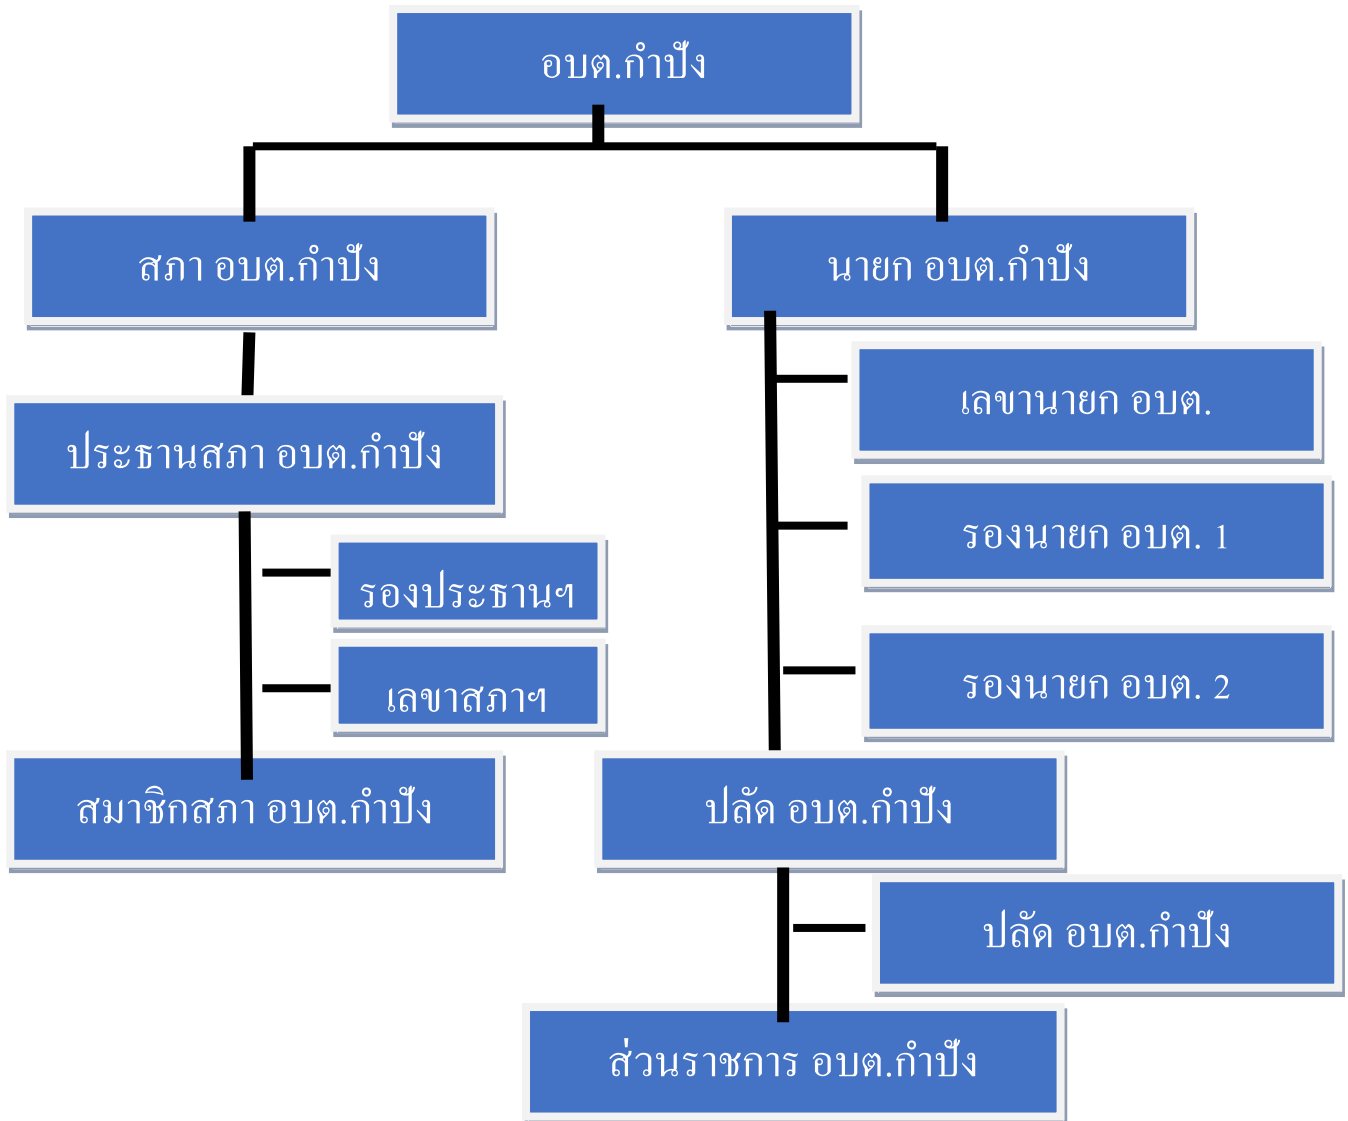 อบต.กำปัง
สภา อบต.กำปัง
นายก อบต.กำปัง
เลขานายก อบต.
ประธานสภา อบต.กำปัง
รองนายก อบต. 1
รองประธานฯ
เลขาสภาฯ
รองนายก อบต. 2
สมาชิกสภา อบต.กำปัง
ปลัด อบต.กำปัง
ปลัด อบต.กำปัง
ส่วนราชการ อบต.กำปัง